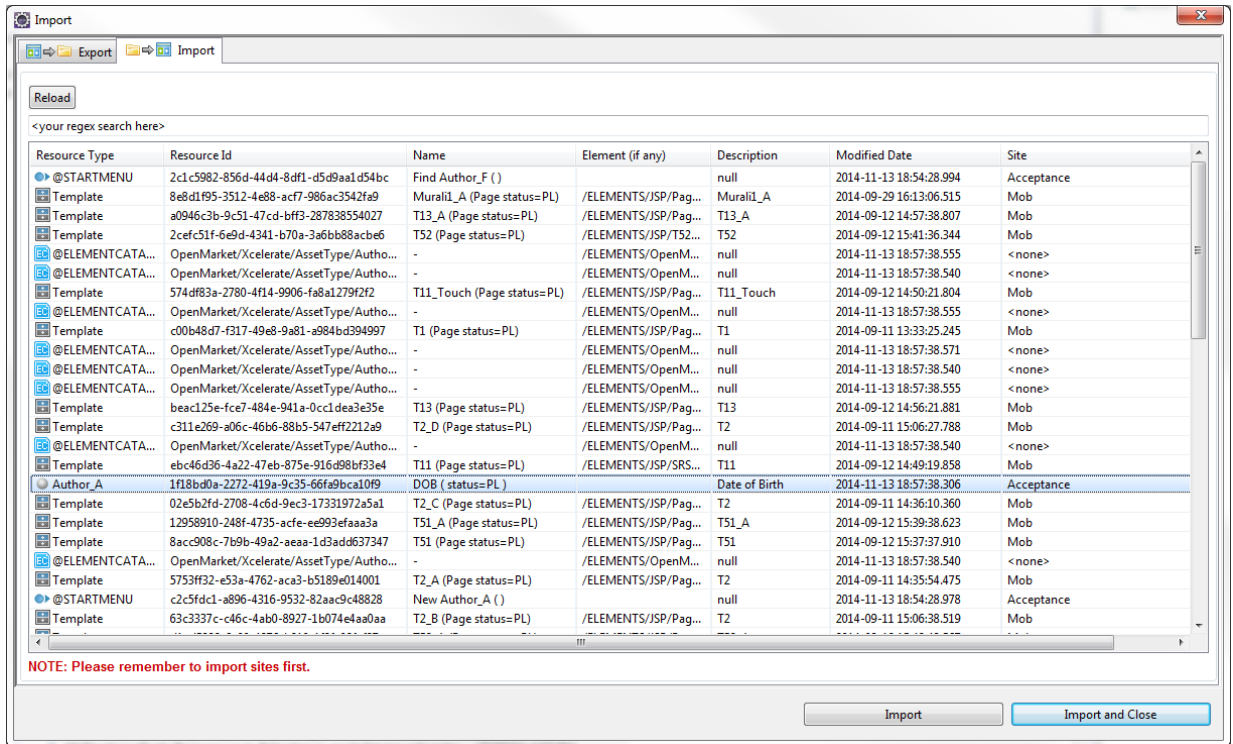 Import
Export Import
Reload
<your regex search here>
Resource Type Resource Id Name Element (if any) Description Modified Date Site
@STARTMENU 2c1c5982-856d-44d4-8df1-d5d9aa1d54bc Find Author_F ( ) null 2014-11-13 18:54:28.994 Acceptance
Template 8e8d1f95-3512-4e88-acf7-986ac3542fa9 Murali1_A (Page status=PL) /ELEMENTS/JSP/Pag... Murali1_A 2014-09-29 16:13:06.515 Mob
Template a0946c3b-9c51-47cd-bff3-287838554027 T13_A (Page status=PL) /ELEMENTS/JSP/Pag... T13_A 2014-11-14 17:57:38.807 Mob
Template 2cefc51f-6e9d-4341-b70a-3a6bb88acbe6 T52 (Page status=PL) /ELEMENTS/JSP/T52... T52 2014-09-12 15:41:36.344 Mob
@ELEMENTCATA... OpenMarket/Xcelerate/AssetType/Autho... - /ELEMENTS/OpenM... null 2014-11-13 18:57:38.555 <none>
@ELEMENTCATA... OpenMarket/Xcelerate/AssetType/Autho... - /ELEMENTS/OpenM... null 2014-11-13 18:57:38.540 <none>
Template 574df83a-2780-4f14-9906-fa8a1279f2f2 T11_Touch (Page status=PL) /ELEMENTS/JSP/Pag... T11_Touch 2014-09-12 14:50:21.804 Mob
@ELEMENTCATA... OpenMarket/Xcelerate/AssetType/Autho... - /ELEMENTS/OpenM... null 2014-11-13 18:57:38.555 <none>
Template c00b48d7-f317-49e8-9a81-a984bd394997 T1 (Page status=PL) /ELEMENTS/JSP/Pag... T1 2014-09-11 13:33:25.245 Mob
@ELEMENTCATA... OpenMarket/Xcelerate/AssetType/Autho... - /ELEMENTS/OpenM... null 2014-11-13 18:57:38.571 <none>
@ELEMENTCATA... OpenMarket/Xcelerate/AssetType/Autho... - /ELEMENTS/OpenM... null 2014-11-13 18:57:38.540 <none>
@ELEMENTCATA... OpenMarket/Xcelerate/AssetType/Autho... - /ELEMENTS/OpenM... null 2014-11-13 18:57:38.555 <none>
Template beac125e-fce7-484e-941a-0cc1dea3e35e T13 (Page status=PL) /ELEMENTS/JSP/Pag... T13 2014-09-12 14:56:21.881 Mob
Template c311e269-a06c-46b6-88b5-547eff2212a9 T2_D (Page status=PL) /ELEMENTS/JSP/Pag... T2 2014-09-11 15:06:27.788 Mob
@ELEMENTCATA... OpenMarket/Xcelerate/AssetType/Autho... - /ELEMENTS/OpenM... null 2014-11-13 18:57:38.540 <none>
Template ebc46d36-4a22-47eb-875e-916d98bf33e4 T11 (Page status=PL) /ELEMENTS/JSP/SRS... T11 2014-09-12 14:49:19.858 Mob
Author_A 1f18bd0a-2272-419a-9c35-66fa9bca10f9 DOB ( status=PL ) Date of Birth 2014-11-13 18:57:38.306 Acceptance
Template 02e5b2fd-2708-4c6d-9ec3-17331972a5a1 T2_C (Page status=PL) /ELEMENTS/JSP/Pag... T2 2014-09-11 14:36:10.360 Mob
Template 12958910-248f-4735-acfe-ee993efaaa3a T51_A (Page status=PL) /ELEMENTS/JSP/Pag... T51_A 2014-09-12 15:39:38.623 Mob
Template 8acc908c-7b9b-49a2-aeaa-1d3add637347 T51 (Page status=PL) /ELEMENTS/JSP/Pag... T51 2014-09-12 15:37:37.910 Mob
@ELEMENTCATA... OpenMarket/Xcelerate/AssetType/Autho... - /ELEMENTS/OpenM... null 2014-11-13 18:57:38.540 <none>
Template 5753ff32-e53a-4762-aca3-b5189e014001 T2_A (Page status=PL) /ELEMENTS/JSP/Pag... T2 2014-09-11 14:35:54.475 Mob
@STARTMENU c2c5fdc1-a896-4316-9532-82aac9c48828 New Author_A ( ) null 2014-11-13 18:54:28.978 Acceptance
Template 63c3337c-c46c-4ab0-8927-1b074e4aa0aa T2_B (Page status=PL) /ELEMENTS/JSP/Pag... T2 2014-09-11 15:06:38.519 Mob
NOTE: Please remember to import sites first.
Import Import and Close